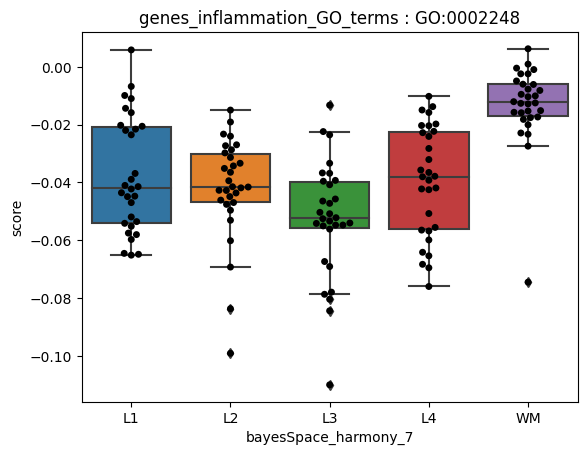 genes_inflammation_GO_terms : GO:0002248
score
0.00
−0.02
−0.04
−0.06
−0.08
−0.10
L1 L2 L3 L4 WM
bayesSpace_harmony_7